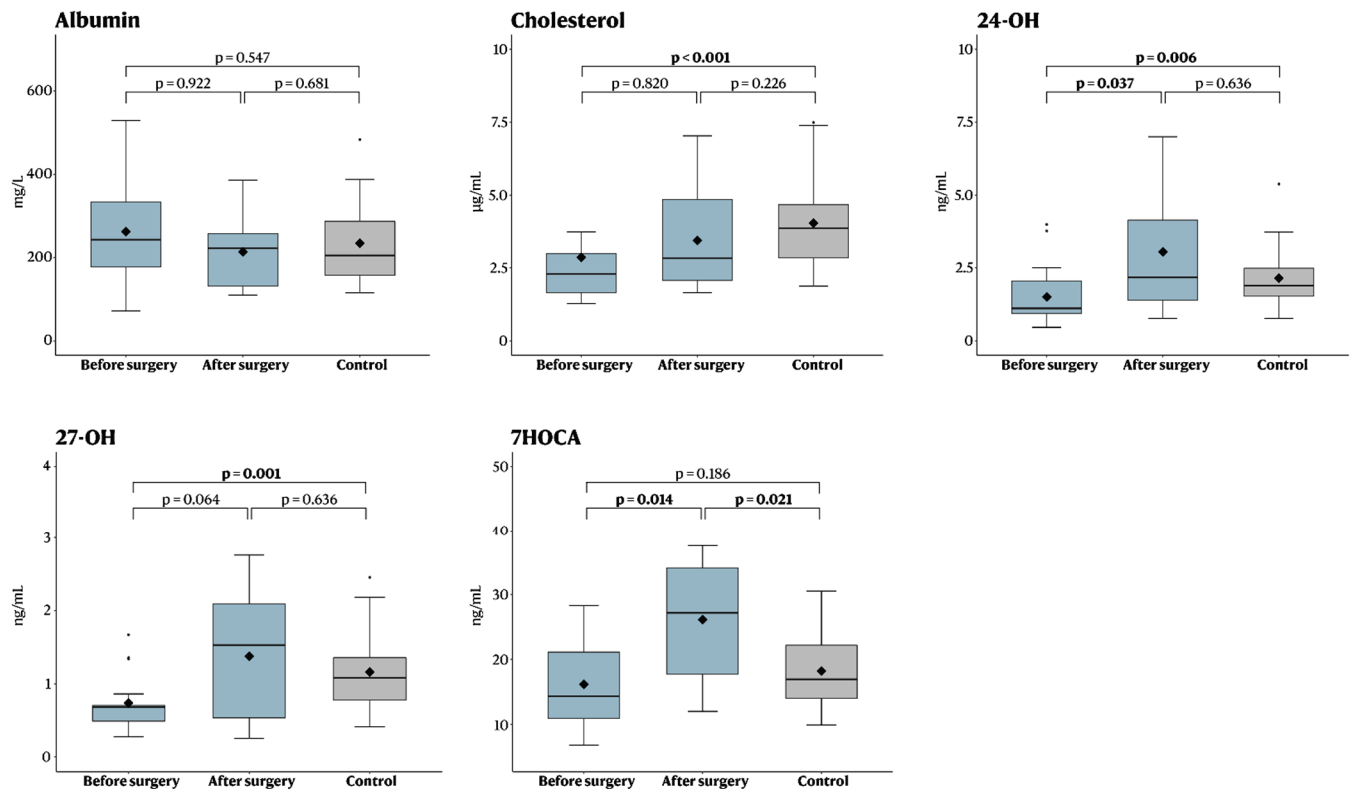 Albumin
p = 0.547
p = 0.922
p = 0.681
mg/L
600
400
200
0
Before surgery
After surgery
Control
Cholesterol
p < 0.001
p = 0.820
p = 0.226
µg/mL
10
7.5
5.0
2.5
0
Before surgery
After surgery
Control
24-OH
p = 0.006
p = 0.037
p = 0.636
ng/mL
10
7.5
5.0
2.5
0
Before surgery
After surgery
Control
27-OH
p = 0.001
p = 0.064
p = 0.636
ng/mL
4
3
2
1
0
Before surgery
After surgery
Control
7HOCA
p = 0.186
p = 0.014
p = 0.021
ng/mL
50
40
30
20
10
Before surgery
After surgery
Control